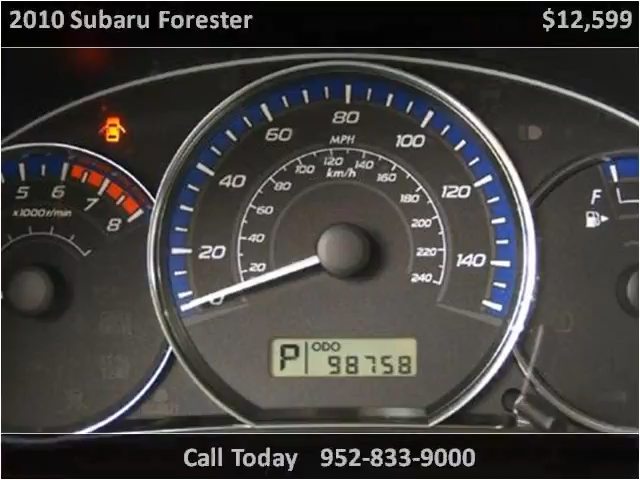 2010 Subaru Forester $12,599
80
60 100
MPH
100 120 140
km/h
40 80 160 120
5 6 7 8
x1000r/min
60 180
F
40 200
20 220 140
20 240
0
P ODO
98758
Call Today 952-833-9000